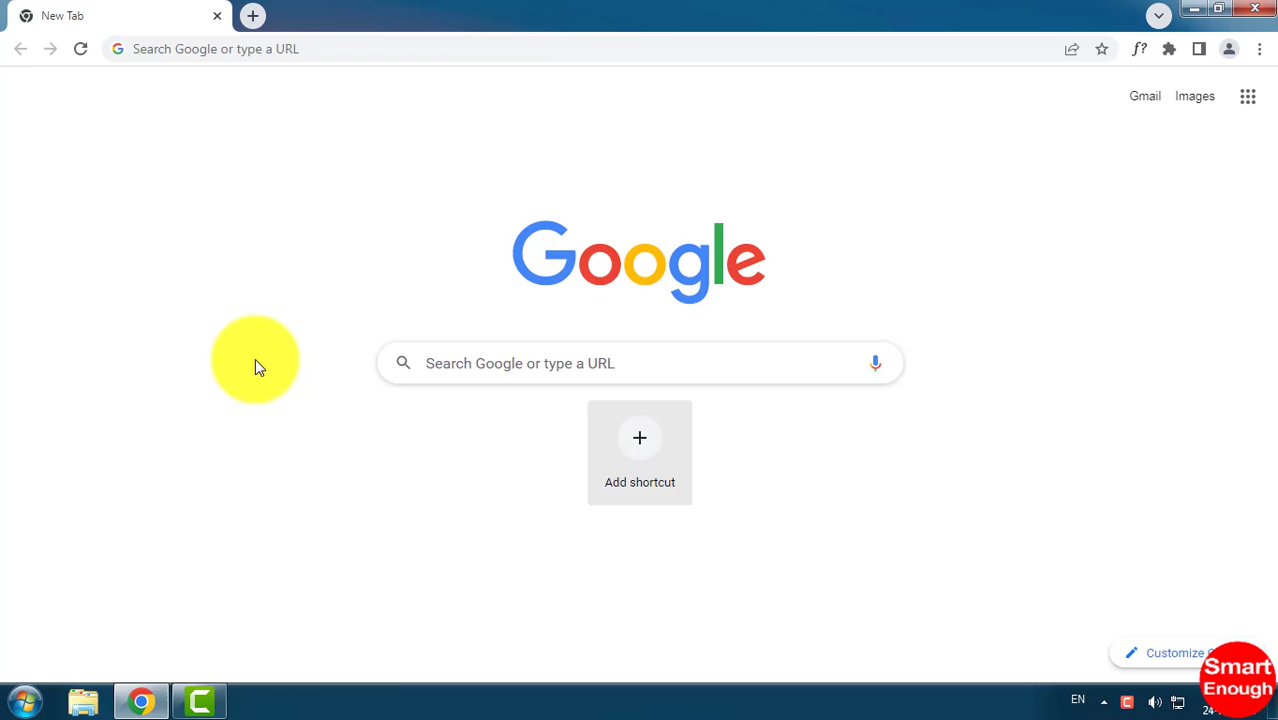 New Tab
Search Google or type a URL
f?
Gmail Images
Google
Search Google or type a URL
Add shortcut
Customize
Smart
Enough
EN